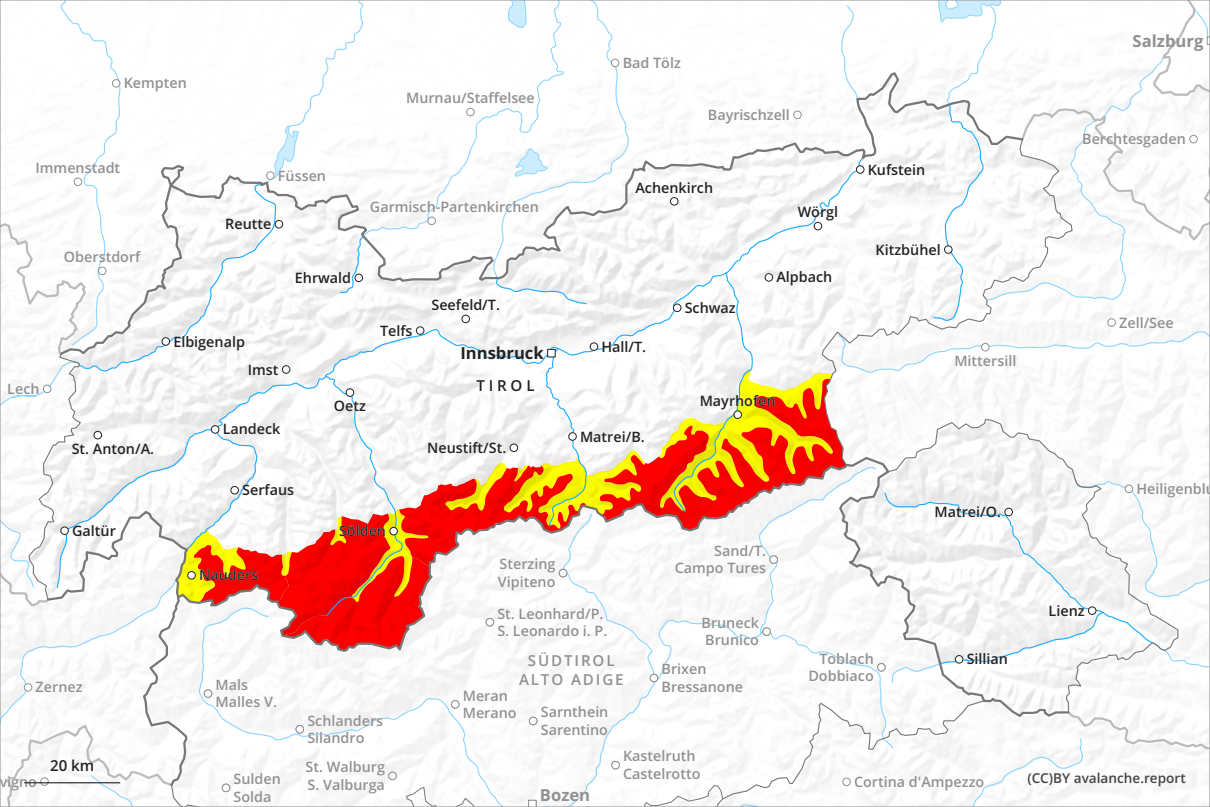 Salzburg
Bad Tölz
Kempten
Murnau/Staffelsee
Bayrischzell
Berchtesgaden
Immenstadt
Füssen
Kufstein
Achenkirch
Garmisch-Partenkirchen
Reutte
Wörgl
Kitzbühel
Oberstdorf
Ehrwald
Alpbach
Seefeld/T.
Schwaz
Telfs
Zell/See
Elbigenalp
Innsbruck
Hall/T.
Mittersill
Imst
TIROL
Lech
Oetz
Mayrhofen
Landeck
Matrei/B.
St. Anton/A.
Neustift/St.
Serfaus
Heiligenblu
Matrei/O.
Galtür
Sölden
Sand/T.
Campo Tures
Sterzing
Vipiteno
Nauders
St. Leonhard/P.
S. Leonardo i. P.
Lienz
Bruneck
Brunico
SÜDTIROL
ALTO ADIGE
Toblach
Dobbiaco
Sillian
Brixen
Bressanone
Zernez
Mals
Malles V.
Meran
Merano
Sarnthein
Sarentino
Schlanders
Silandro
Kastelruth
Castelrotto
20 km
St. Walburg
S. Valburga
vigno
Sulden
Solda
Cortina d'Ampezzo
(CC)BY avalanche.report
Bozen